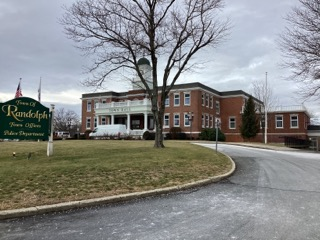 Town Of
Randolph
Town Offices
Police Department